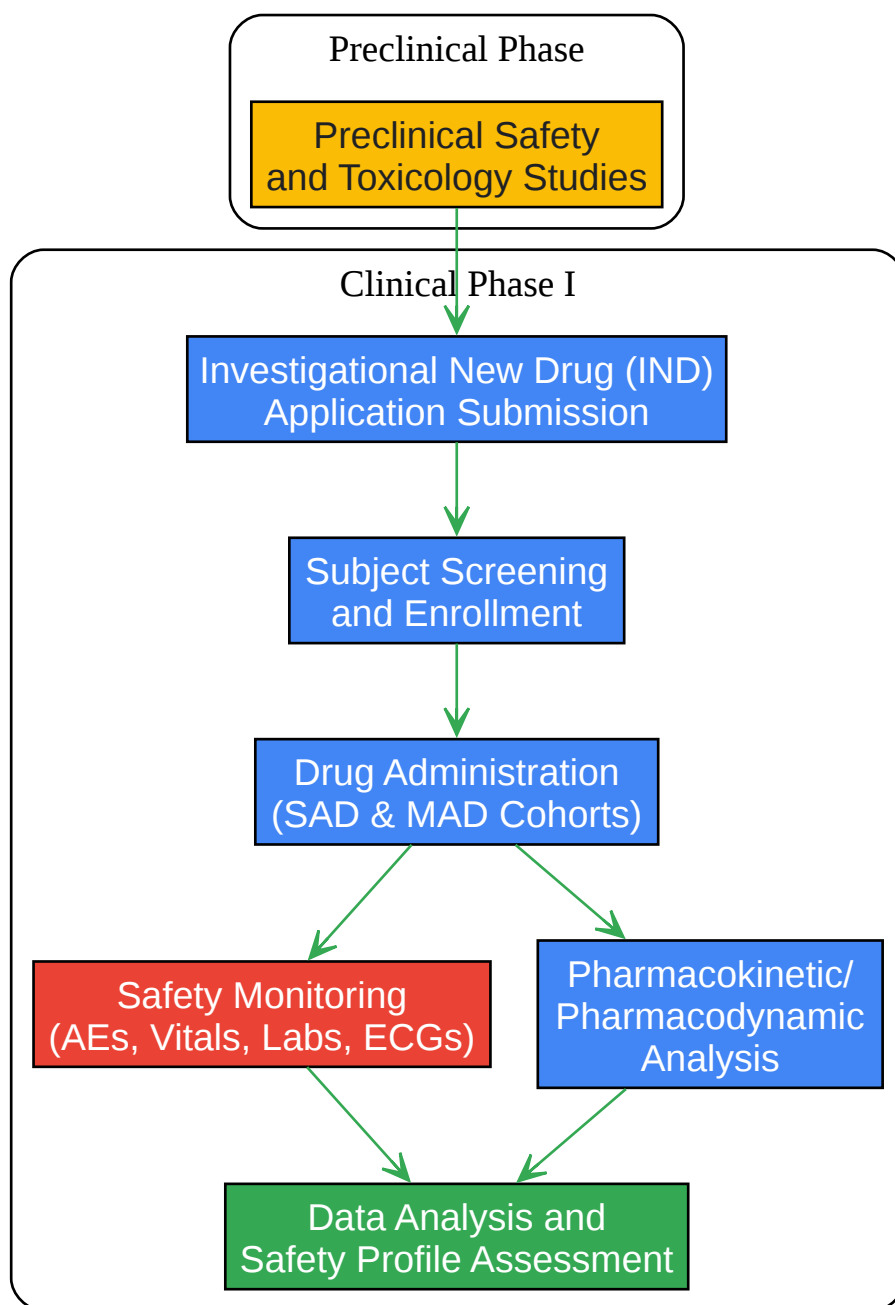 Preclinical Phase
Preclinical Safety
and Toxicology Studies
Clinical Phase I
Investigational New Drug (IND)
Application Submission
Subject Screening
and Enrollment
Drug Administration
(SAD & MAD Cohorts)
Safety Monitoring
(AEs, Vitals, Labs, ECGs)
Pharmacokinetic/
Pharmacodynamic
Analysis
Data Analysis and
Safety Profile Assessment